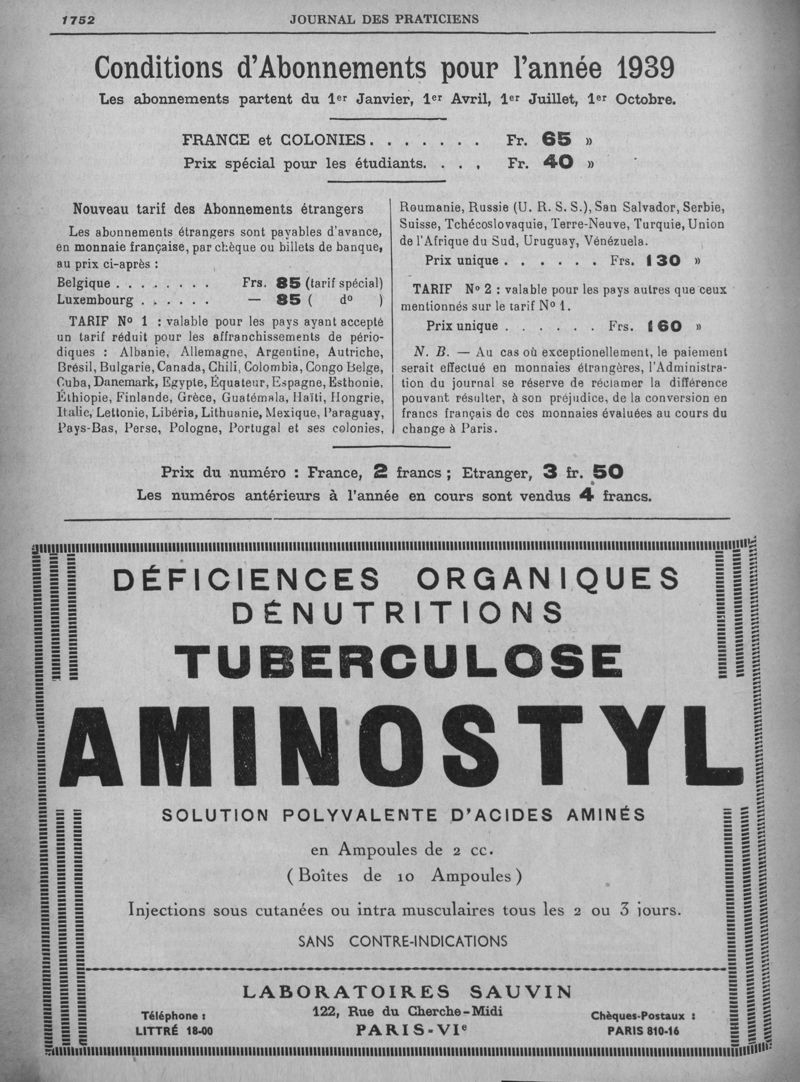 1752
JOURNAL DES PRATICIENS
Conditions d'Abonnements pour l'année 1939
Les abonnements partent du 1er Janvier, 1er Avril, 1er Juillet, 1er Octobre.
FRANCE et COLONIES. . . . . . . Fr. 65 »
Prix spécial pour les étudiants. . . . Fr. 40 »
Nouveau tarif des Abonnements étrangers
Les abonnements étrangers sont payables d'avance,
en monnaie française, par chèque ou billets de banque,
au prix ci-après :
Belgique . . . . . . . . Frs. 85 (tarif spécial)
Luxembourg . . . . . . — 85 ( do )
TARIF No 1 : valable pour les pays ayant accepté
un tarif réduit pour les affranchissements de pério-
diques : Albanie, Allemagne, Argentine, Autriche,
Brésil, Bulgarie, Canada, Chili, Colombia, Congo Belge,
Cuba, Danemark, Egypte, Équateur, Espagne, Esthonie,
Éthiopie, Finlande, Grèce, Guatémala, Haïti, Hongrie,
Italie, Lettonie, Libéria, Lithuanie, Mexique, Paraguay,
Pays-Bas, Perse, Pologne, Portugal et ses colonies,
Roumanie, Russie (U. R. S. S.), San Salvador, Serbie,
Suisse, Tchécoslovaquie, Terre-Neuve, Turquie, Union
de l'Afrique du Sud, Uruguay, Vénézuela.
Prix unique . . . . . . Frs. 130 »
TARIF No 2 : valable pour les pays autres que ceux
mentionnés sur le tarif No 1.
Prix unique . . . . . . Frs. 160 »
N. B. — Au cas où exceptionellement, le paiement
serait effectué en monnaies étrangères, l'Administra-
tion du journal se réserve de réclamer la différence
pouvant résulter, à son préjudice, de la conversion en
francs français de ces monnaies évaluées au cours du
change à Paris.
Prix du numéro : France, 2 francs ; Etranger, 3 fr. 50
Les numéros antérieurs à l'année en cours sont vendus 4 francs.
DÉFICIENCES ORGANIQUES
DÉNUTRITIONS
TUBERCULOSE
AMINOSTYL
SOLUTION POLYVALENTE D'ACIDES AMINÉS
en Ampoules de 2 cc.
(Boîtes de 10 Ampoules)
Injections sous cutanées ou intra musculaires tous les 2 ou 3 jours.
SANS CONTRE-INDICATIONS
LABORATOIRES SAUVIN
Téléphone :
LITTRÉ 18-00
122, Rue du Cherche-Midi
PARIS-VIe
Chèques-Postaux :
PARIS 810-16